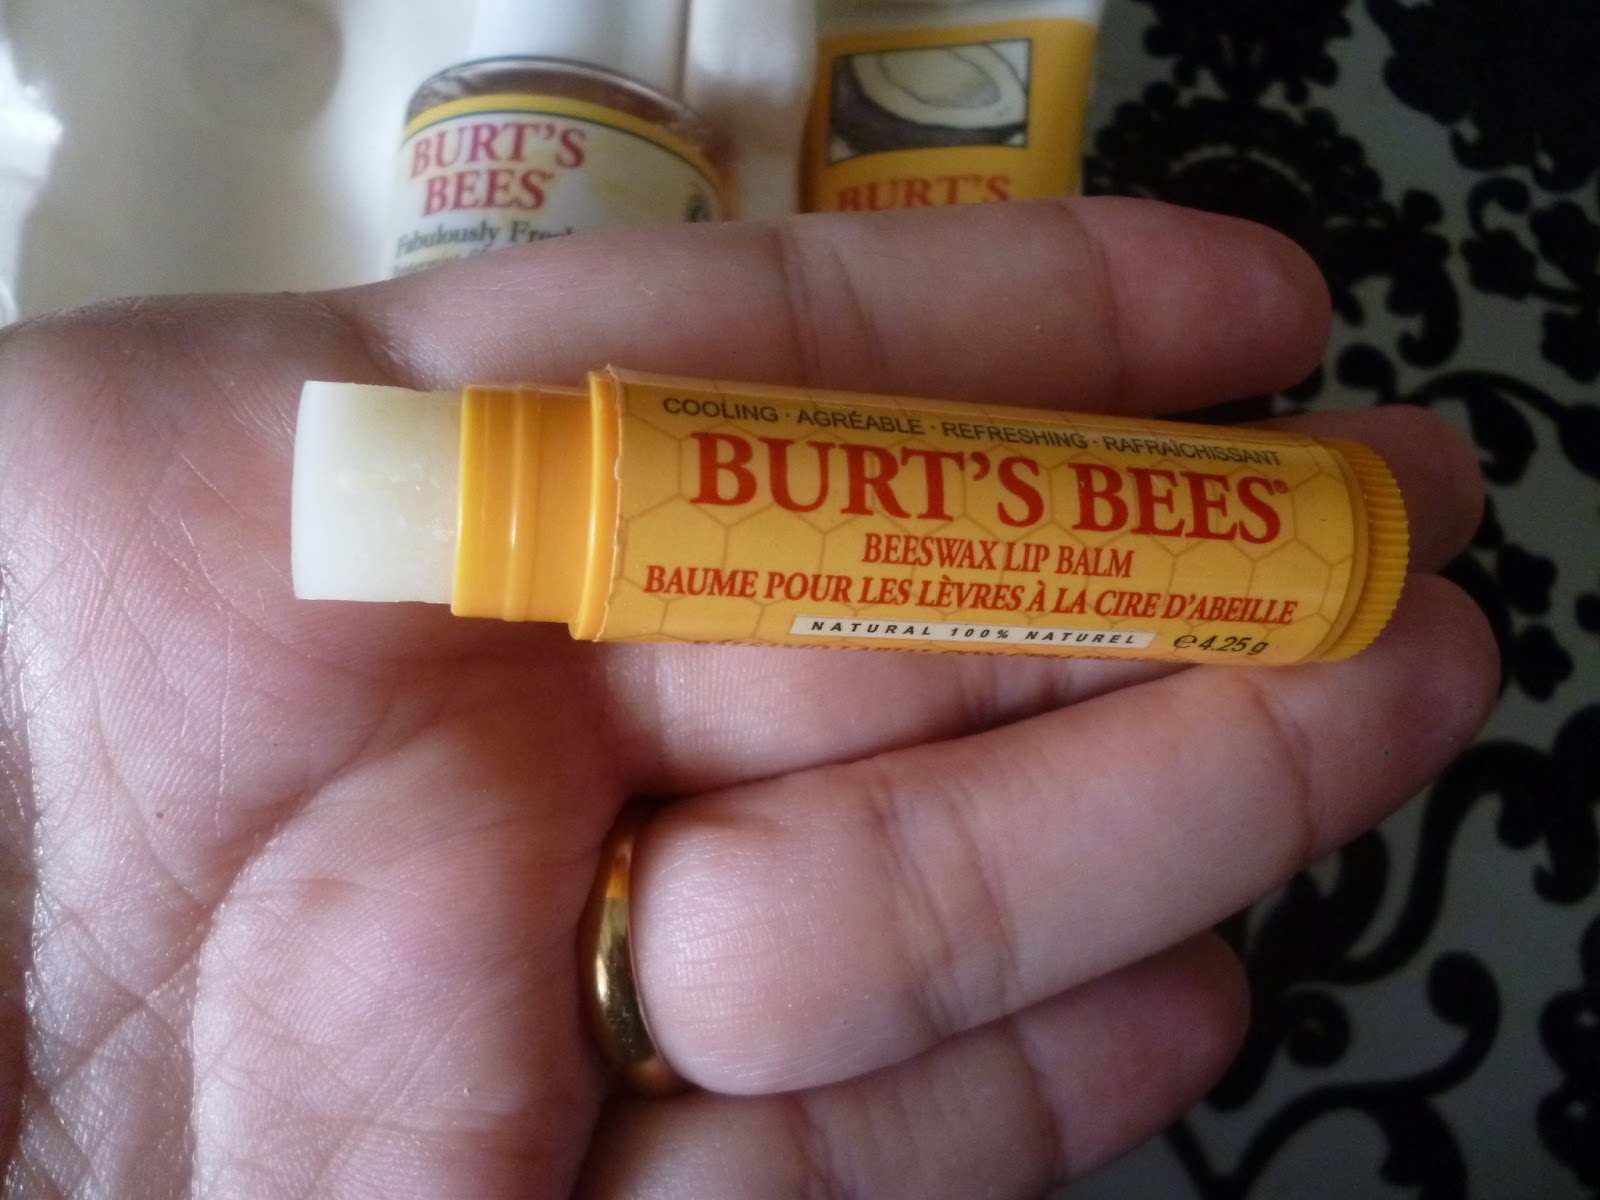 BURT'S
BEES
Fabulously Fresh
BURT'S
COOLING · AGRÉABLE · REFRESHING · RAFRAÎCHISSANT
BURT'S BEES®
BEESWAX LIP BALM
BAUME POUR LES LÈVRES À LA CIRE D'ABEILLE
NATURAL 100% NATUREL
℮4.25 g